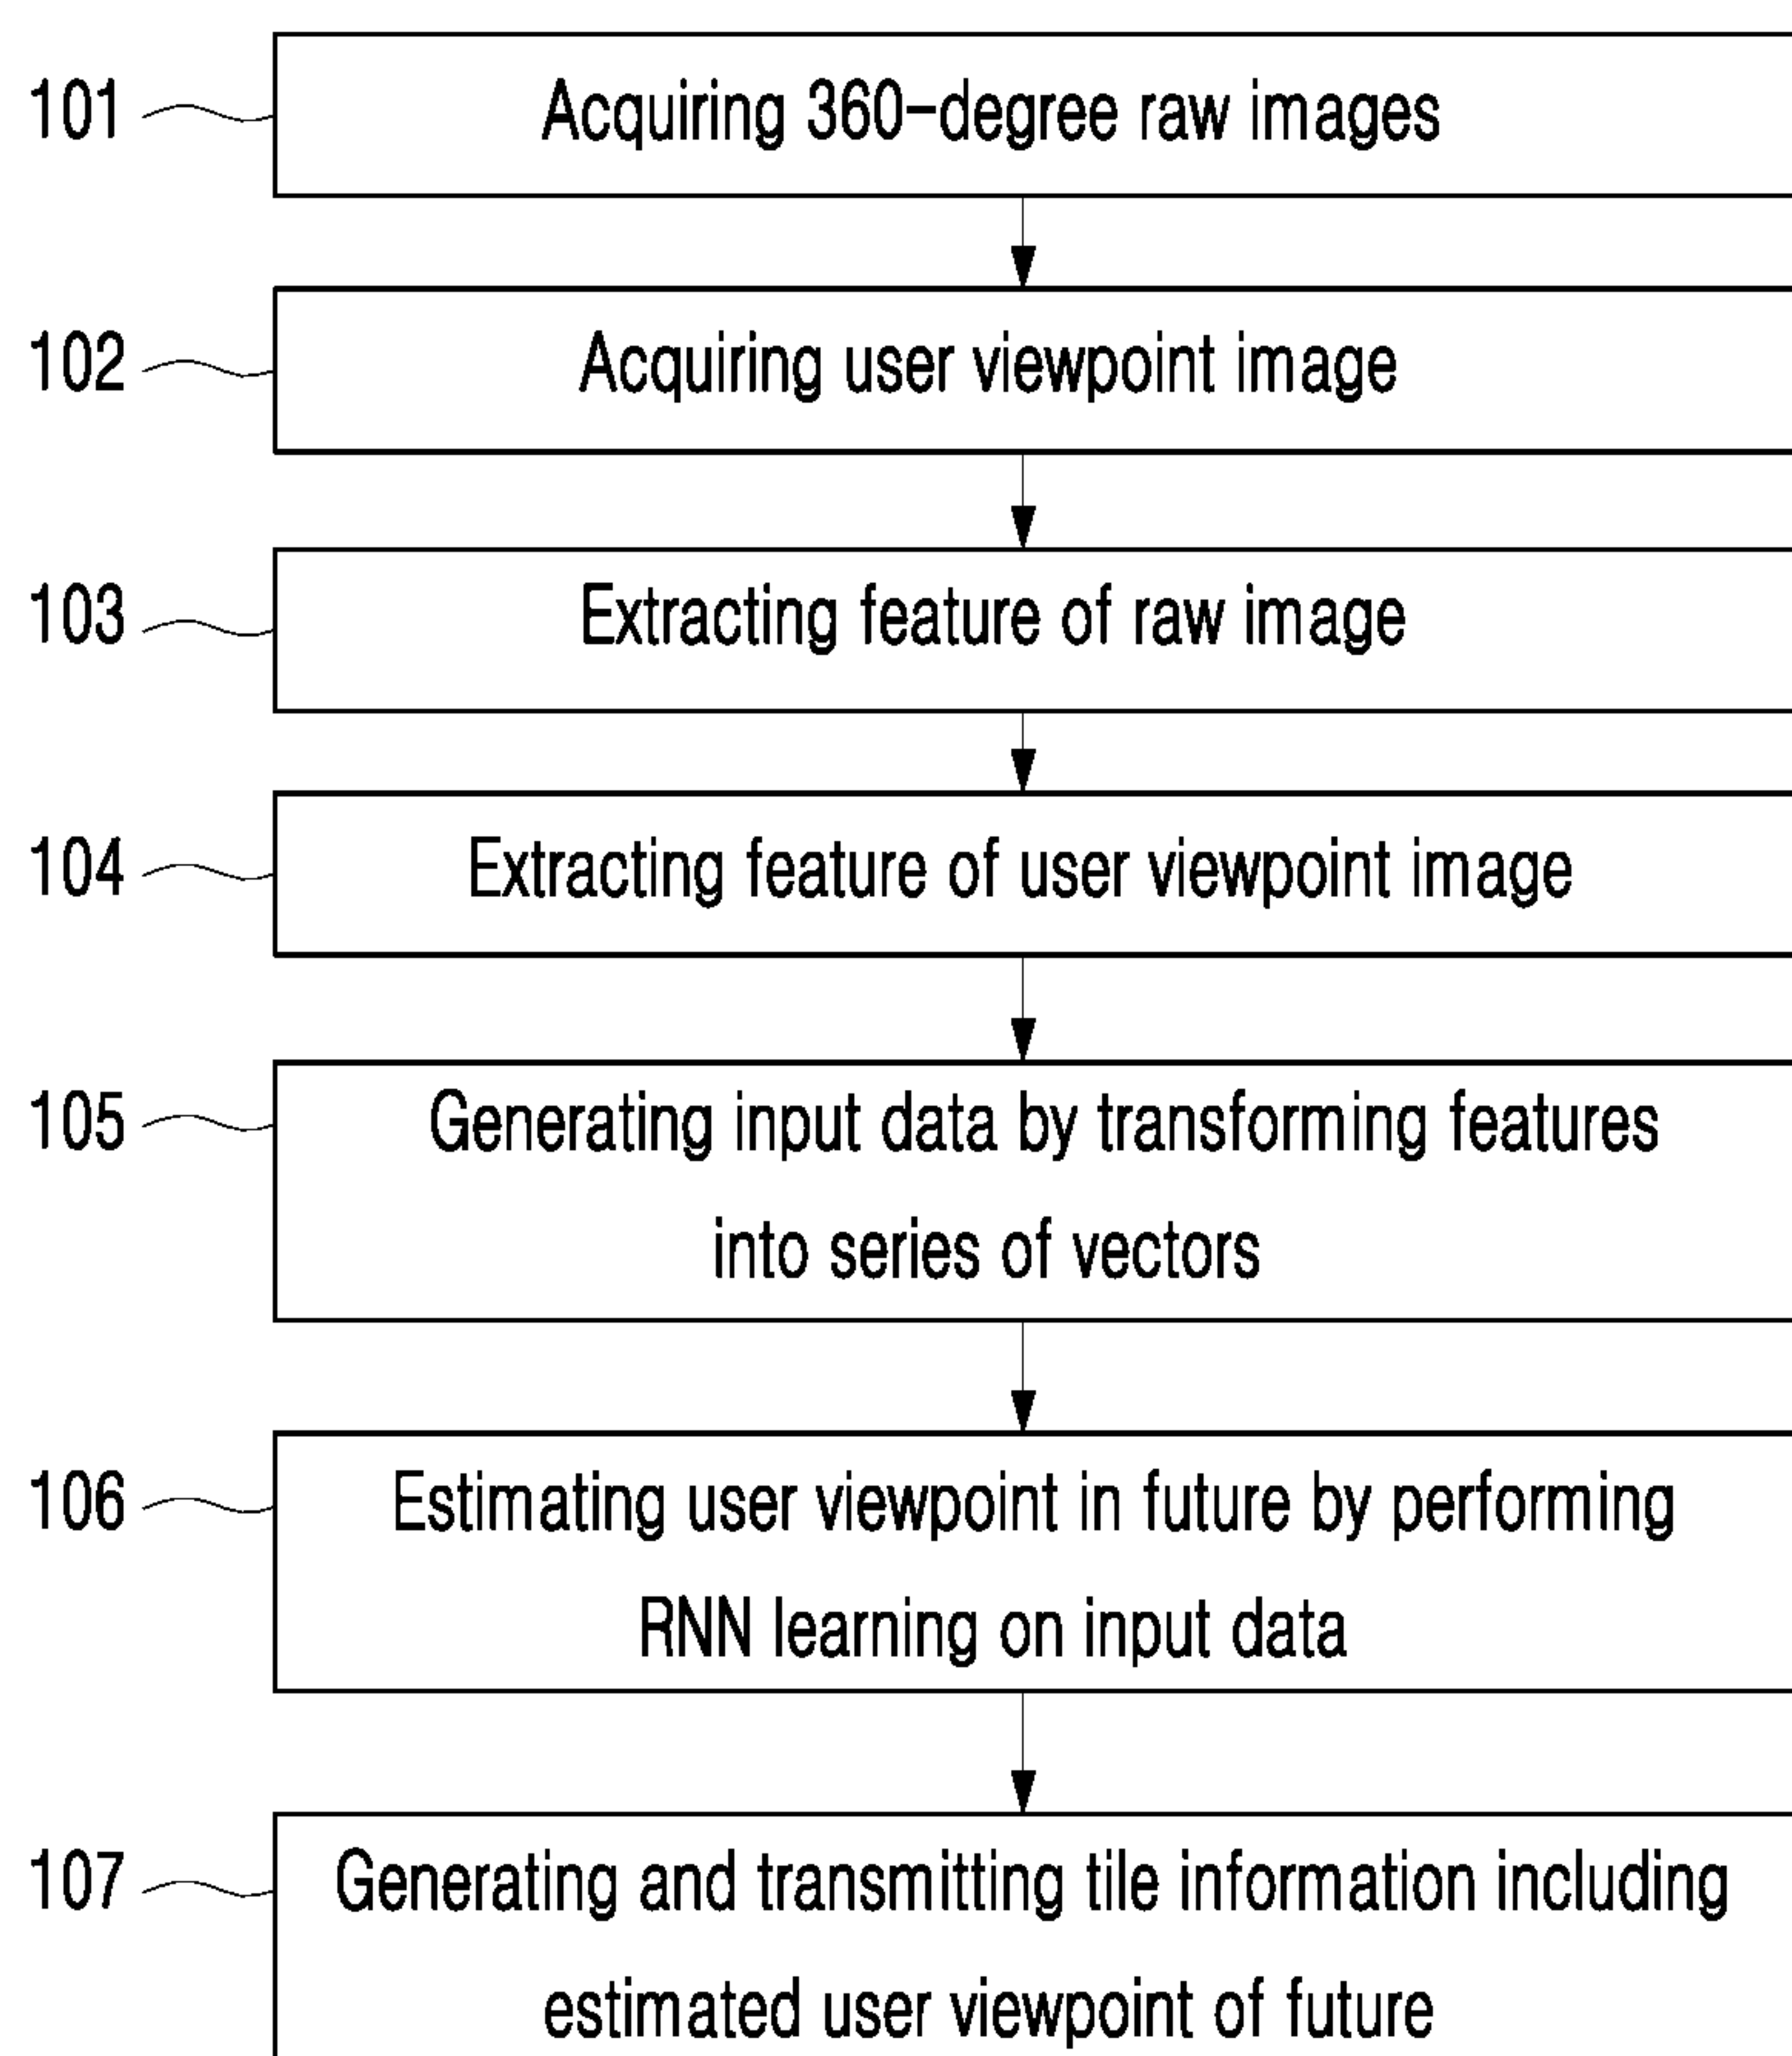 101 Acquiring 360-degree raw images
102 Acquiring user viewpoint image
103 Extracting feature of raw image
104 Extracting feature of user viewpoint image
105 Generating input data by transforming features
into series of vectors
106 Estimating user viewpoint in future by performing
RNN learning on input data
107 Generating and transmitting tile information including
estimated user viewpoint of future